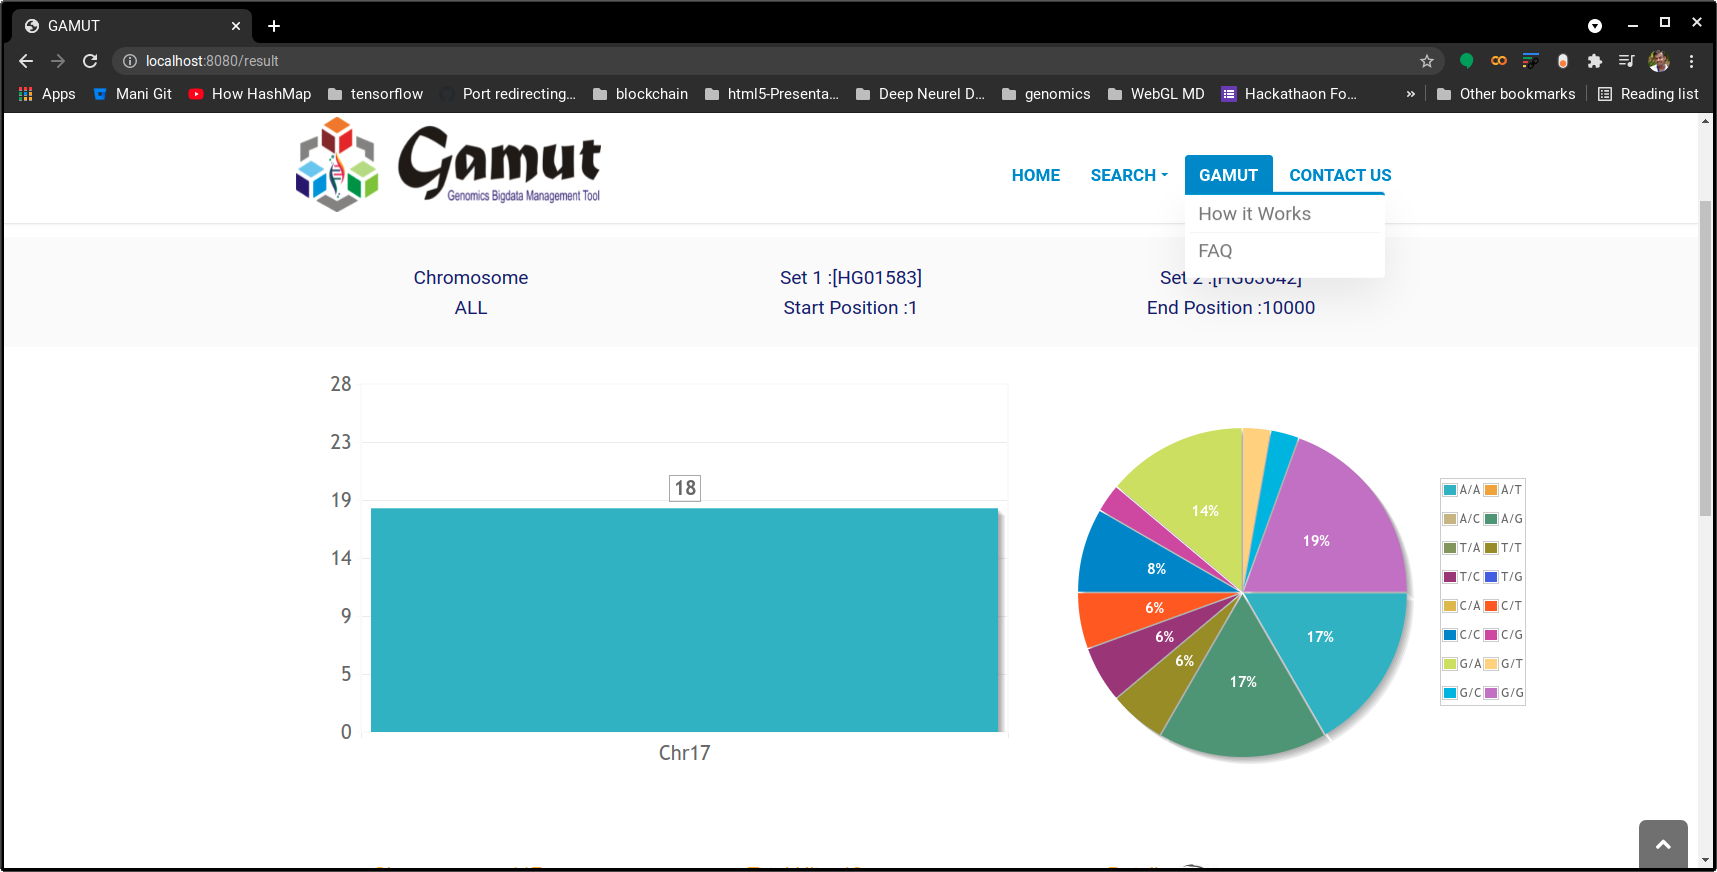 GAMUT
localhost:8080/result
Apps Mani Git How HashMap tensorflow Port redirecting... blockchain html5-Presenta... Deep Neurel D... genomics WebGL MD Hackathaon Fo... » Other bookmarks Reading list
Gamut
Genomics Bigdata Management Tool
HOME SEARCH GAMUT CONTACT US
How it Works
FAQ
Chromosome Set 1 :[HG01583] Set 2 :[HG03642]
ALL Start Position :1 End Position :10000
28
23
19
14
9
5
0
18
Chr17
14%
19%
8%
6%
6%
6%
17%
17%
A/A A/T
A/C A/G
T/A T/T
T/C T/G
C/A C/T
C/C C/G
G/A G/T
G/C G/G